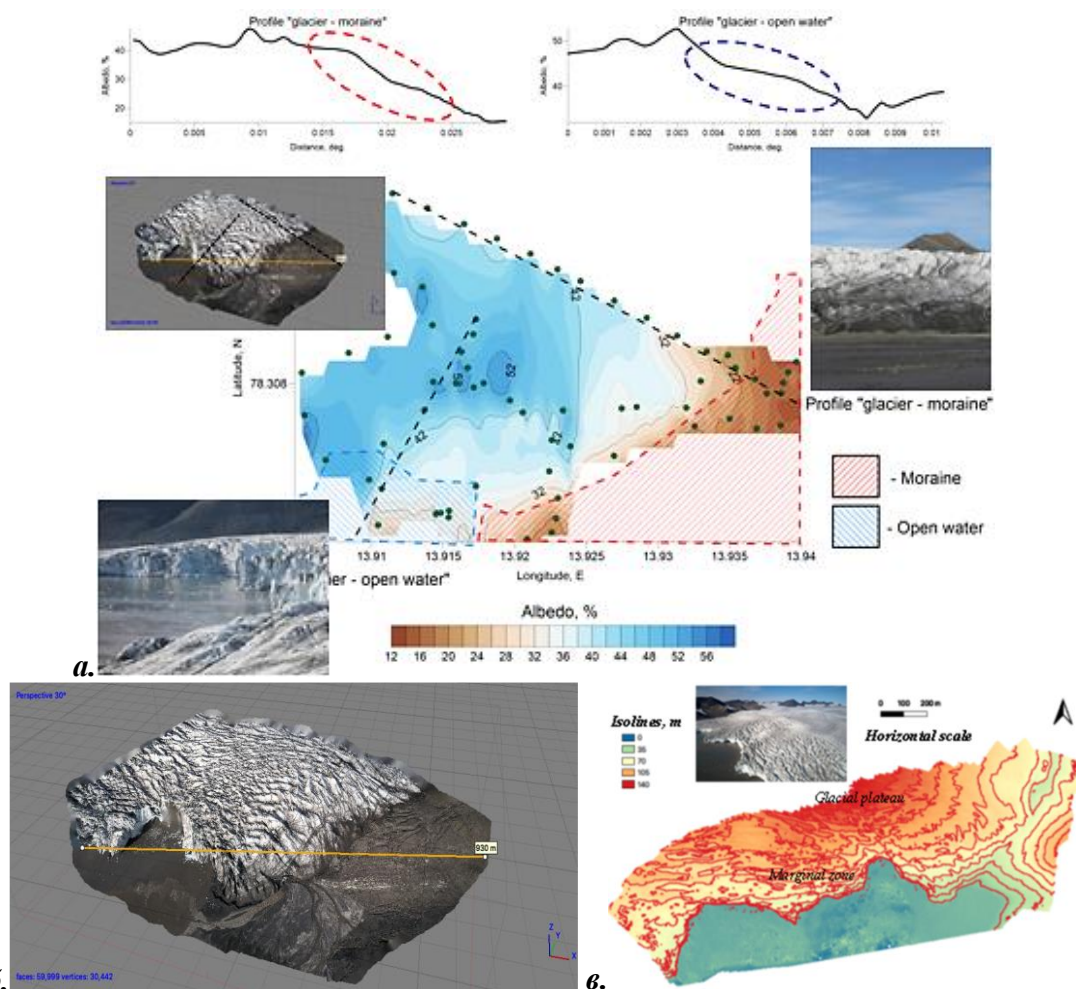 Profile "glacier - moraine"
Profile "glacier - open water"
Albedo, %
40
30
20
0
0.005
0.01
0.015
0.02
0.025
Distance, deg.
Albedo, %
50
40
0
0.001
0.002
0.003
0.004
0.005
0.006
0.007
0.008
0.009
0.01
Distance, deg.
Latitude, N
78.308
42
32
22
52
42
32
Profile "glacier - moraine"
- Moraine
- Open water
13.91
13.915
13.92
13.925
13.93
13.935
13.94
ier - open water"
Longitude, E
Albedo, %
12 16 20 24 28 32 36 40 44 48 52 56
а.
Perspective 30°
930 m
Z
Y
X
faces: 59,999 vertices: 30,442
Isolines, m
0
35
70
105
140
0 100 200 m
Horizontal scale
Glacial plateau
Marginal zone
в.